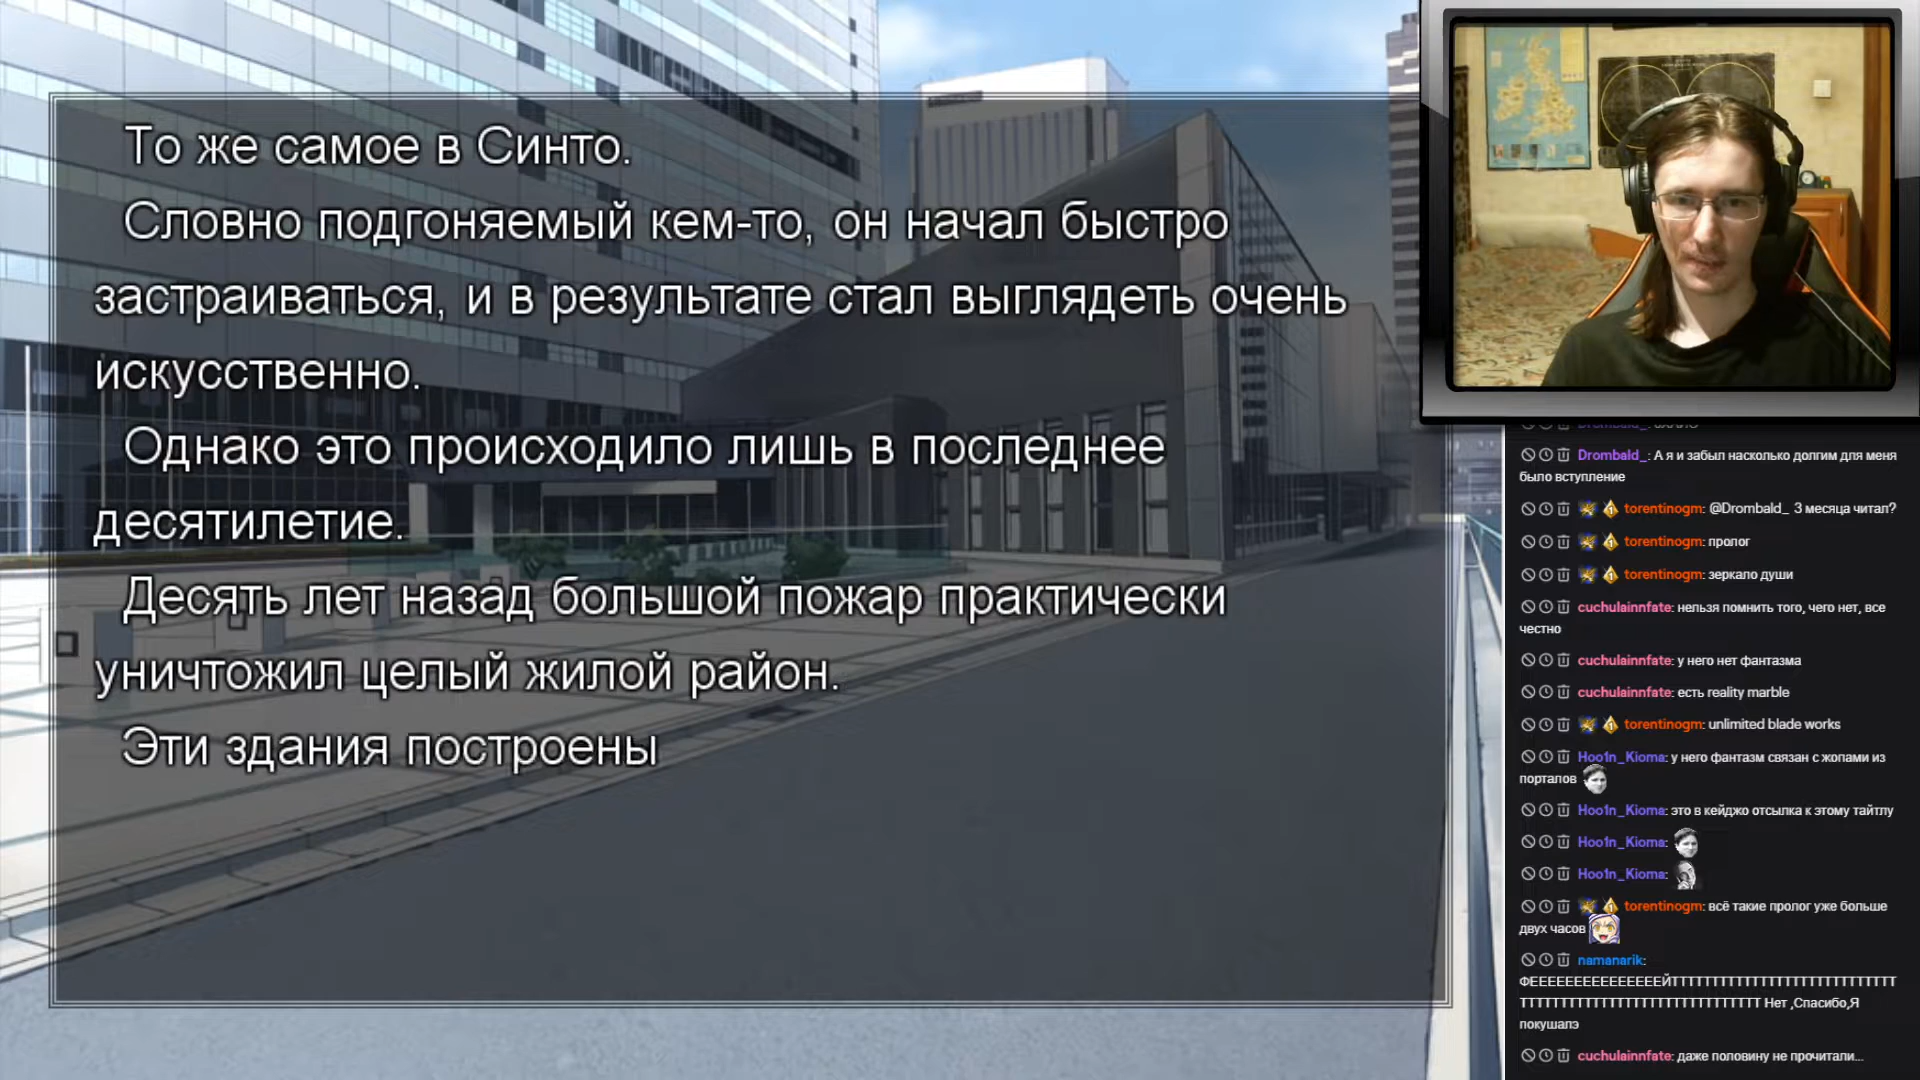 То же самое в Синто.
Словно подгоняемый кем-то, он начал быстро
застраиваться, и в результате стал выглядеть очень
искусственно.
Однако это происходило лишь в последнее
десятилетие.
Десять лет назад большой пожар практически
уничтожил целый жилой район.
Эти здания построены
Drombald_: А я и забыл насколько долгим для меня
было вступление
torentinogm: @Drombald_ 3 месяца читал?
torentinogm: пролог
torentinogm: зеркало души
cuchulainnfate: нельзя помнить того, чего нет, все
честно
cuchulainnfate: у него нет фантазма
cuchulainnfate: есть reality marble
torentinogm: unlimited blade works
Hoo1n_Kioma: у него фантазм связан с жопами из
порталов
Hoo1n_Kioma: это в кейджо отсылка к этому тайтлу
Hoo1n_Kioma:
Hoo1n_Kioma:
torentinogm: всё такие пролог уже больше
двух часов
namanarik:
Нет ,Спасибо,Я
покушалэ
cuchulainnfate: даже половину не прочитали...